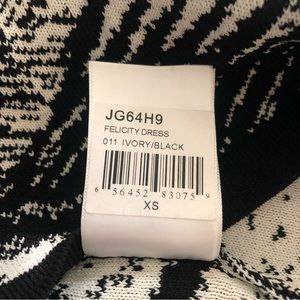 JG64H9
FELICITY DRESS
011 IVORY/BLACK
6 56452 83075 9
XS